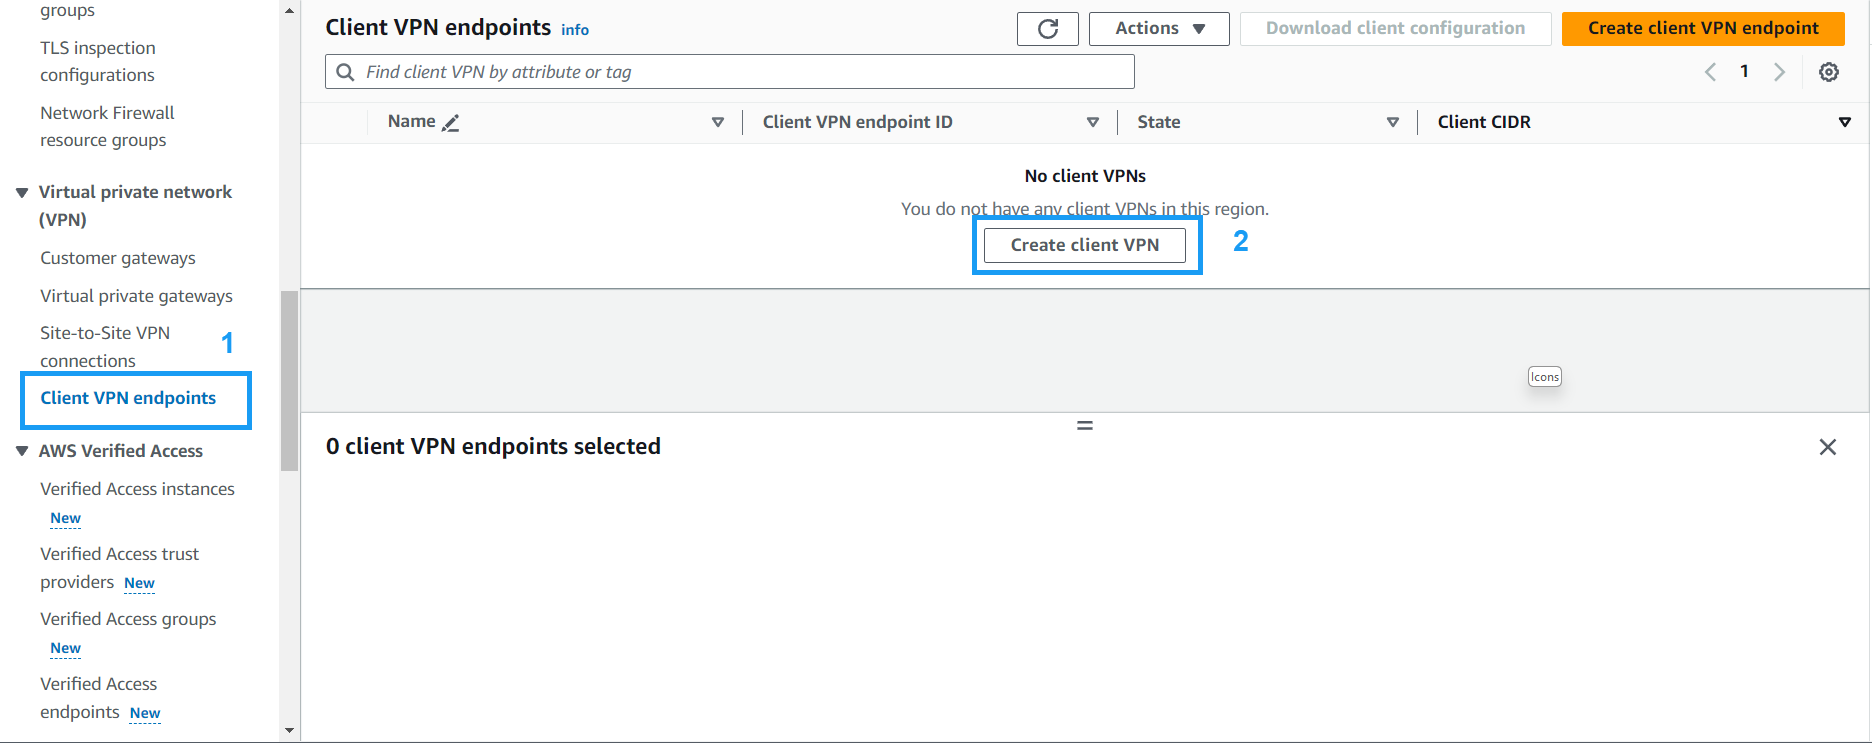 groups
TLS inspection
configurations
Network Firewall
resource groups
Virtual private network
(VPN)
Customer gateways
Virtual private gateways
Site-to-Site VPN
connections
1
Client VPN endpoints
AWS Verified Access
Verified Access instances
New
Verified Access trust
providers New
Verified Access groups
New
Verified Access
endpoints New
Client VPN endpoints info
Actions
Download client configuration
Create client VPN endpoint
Find client VPN by attribute or tag
1
Name
Client VPN endpoint ID
State
Client CIDR
No client VPNs
You do not have any client VPNs in this region.
Create client VPN
2
Icons
0 client VPN endpoints selected